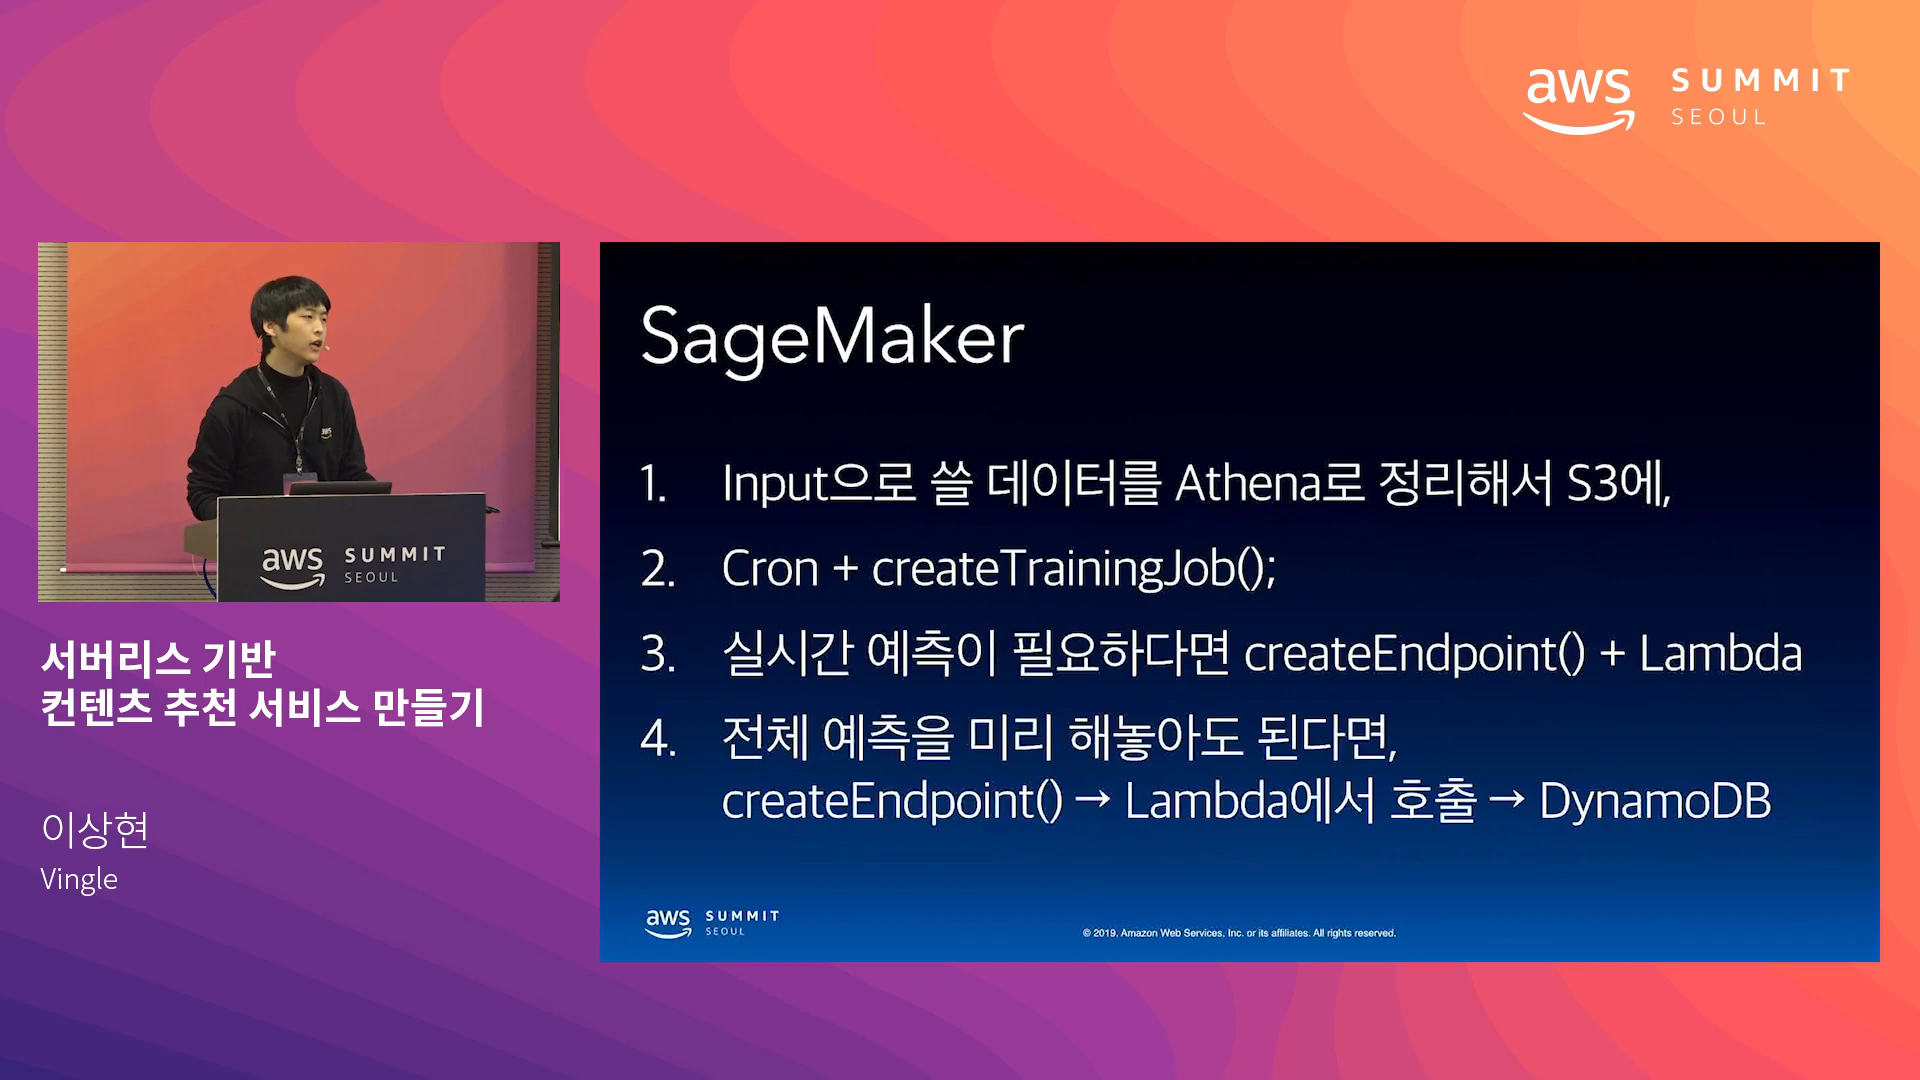 aws SUMMIT
SEOUL
aws
aws SUMMIT
SEOUL
서버리스 기반
컨텐츠 추천 서비스 만들기
이상현
Vingle
SageMaker
1. Input으로 쓸 데이터를 Athena로 정리해서 S3에,
2. Cron + createTrainingJob();
3. 실시간 예측이 필요하다면 createEndpoint() + Lambda
4. 전체 예측을 미리 해놓아도 된다면,
createEndpoint() → Lambda에서 호출 → DynamoDB
aws SUMMIT
SEOUL
© 2019, Amazon Web Services, Inc. or its affiliates. All rights reserved.